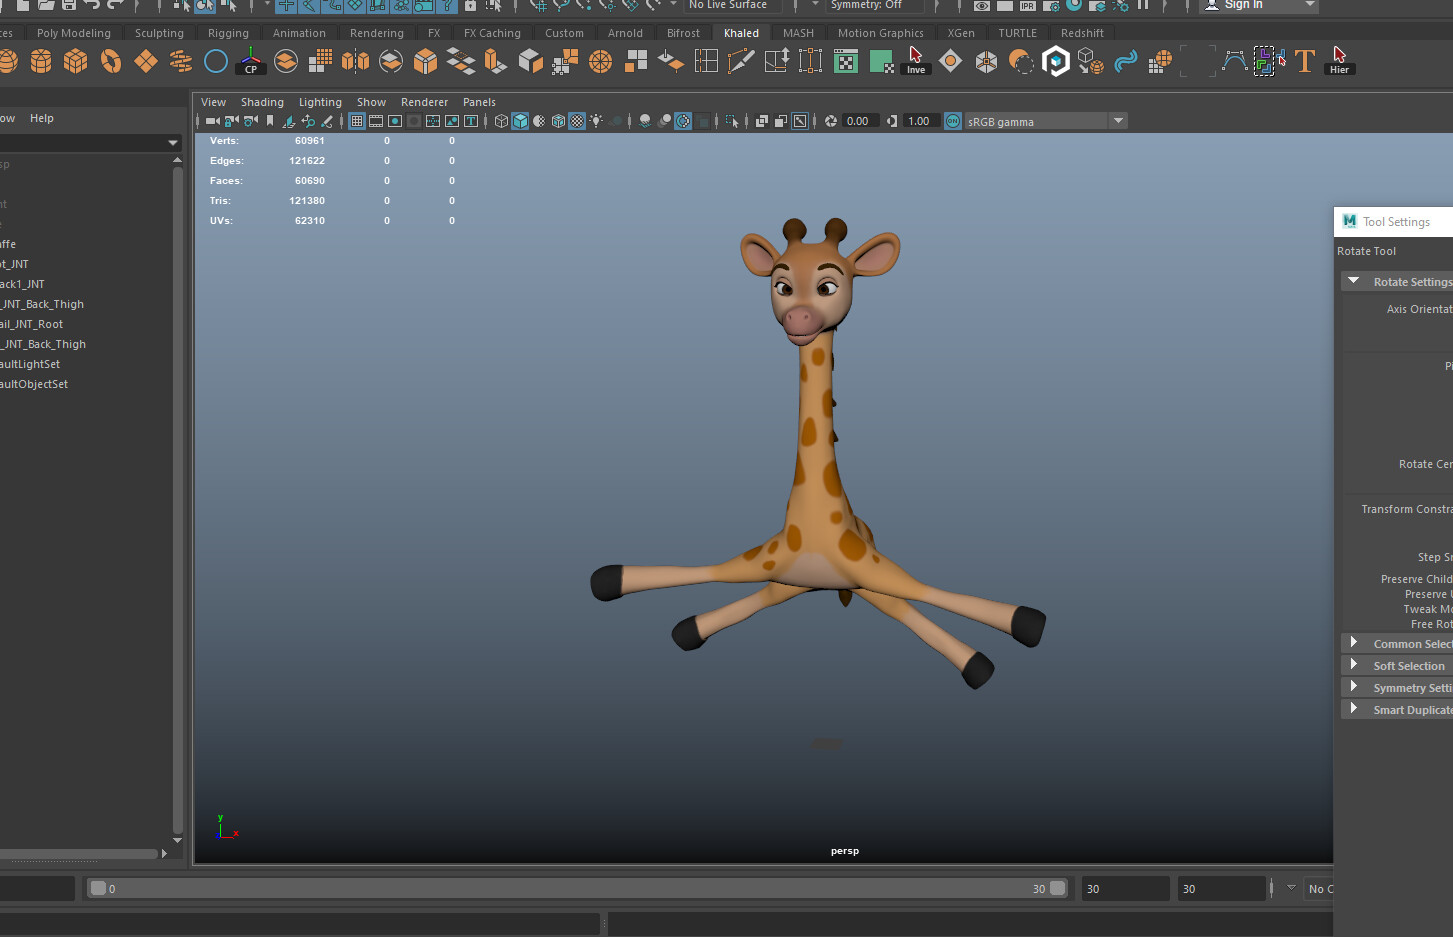 No Live Surface
Symmetry: Off
Sign In
Poly Modeling
Sculpting
Rigging
Animation
Rendering
FX
FX Caching
Custom
Arnold
Bifrost
Khaled
MASH
Motion Graphics
XGen
TURTLE
Redshift
IPR
CP
Inve
Hier
T
View Shading Lighting Show Renderer Panels
Help
0.00
1.00
ON
sRGB gamma
Verts: 60961 0 0
Edges: 121622 0 0
Faces: 60690 0 0
Tris: 121380 0 0
UVs: 62310 0 0
ffe
t_JNT
ack1_JNT
_JNT_Back_Thigh
ail_JNT_Root
_JNT_Back_Thigh
aultLightSet
aultObjectSet
M Tool Settings
Rotate Tool
Rotate Settings
Axis Orientat
Pi
Rotate Cer
Transform Constra
Step Sr
Preserve Child
Preserve U
Tweak Mo
Free Rot
Common Select
Soft Selection
Symmetry Setti
Smart Duplicate
y
x
persp
0
30
30
30
No C